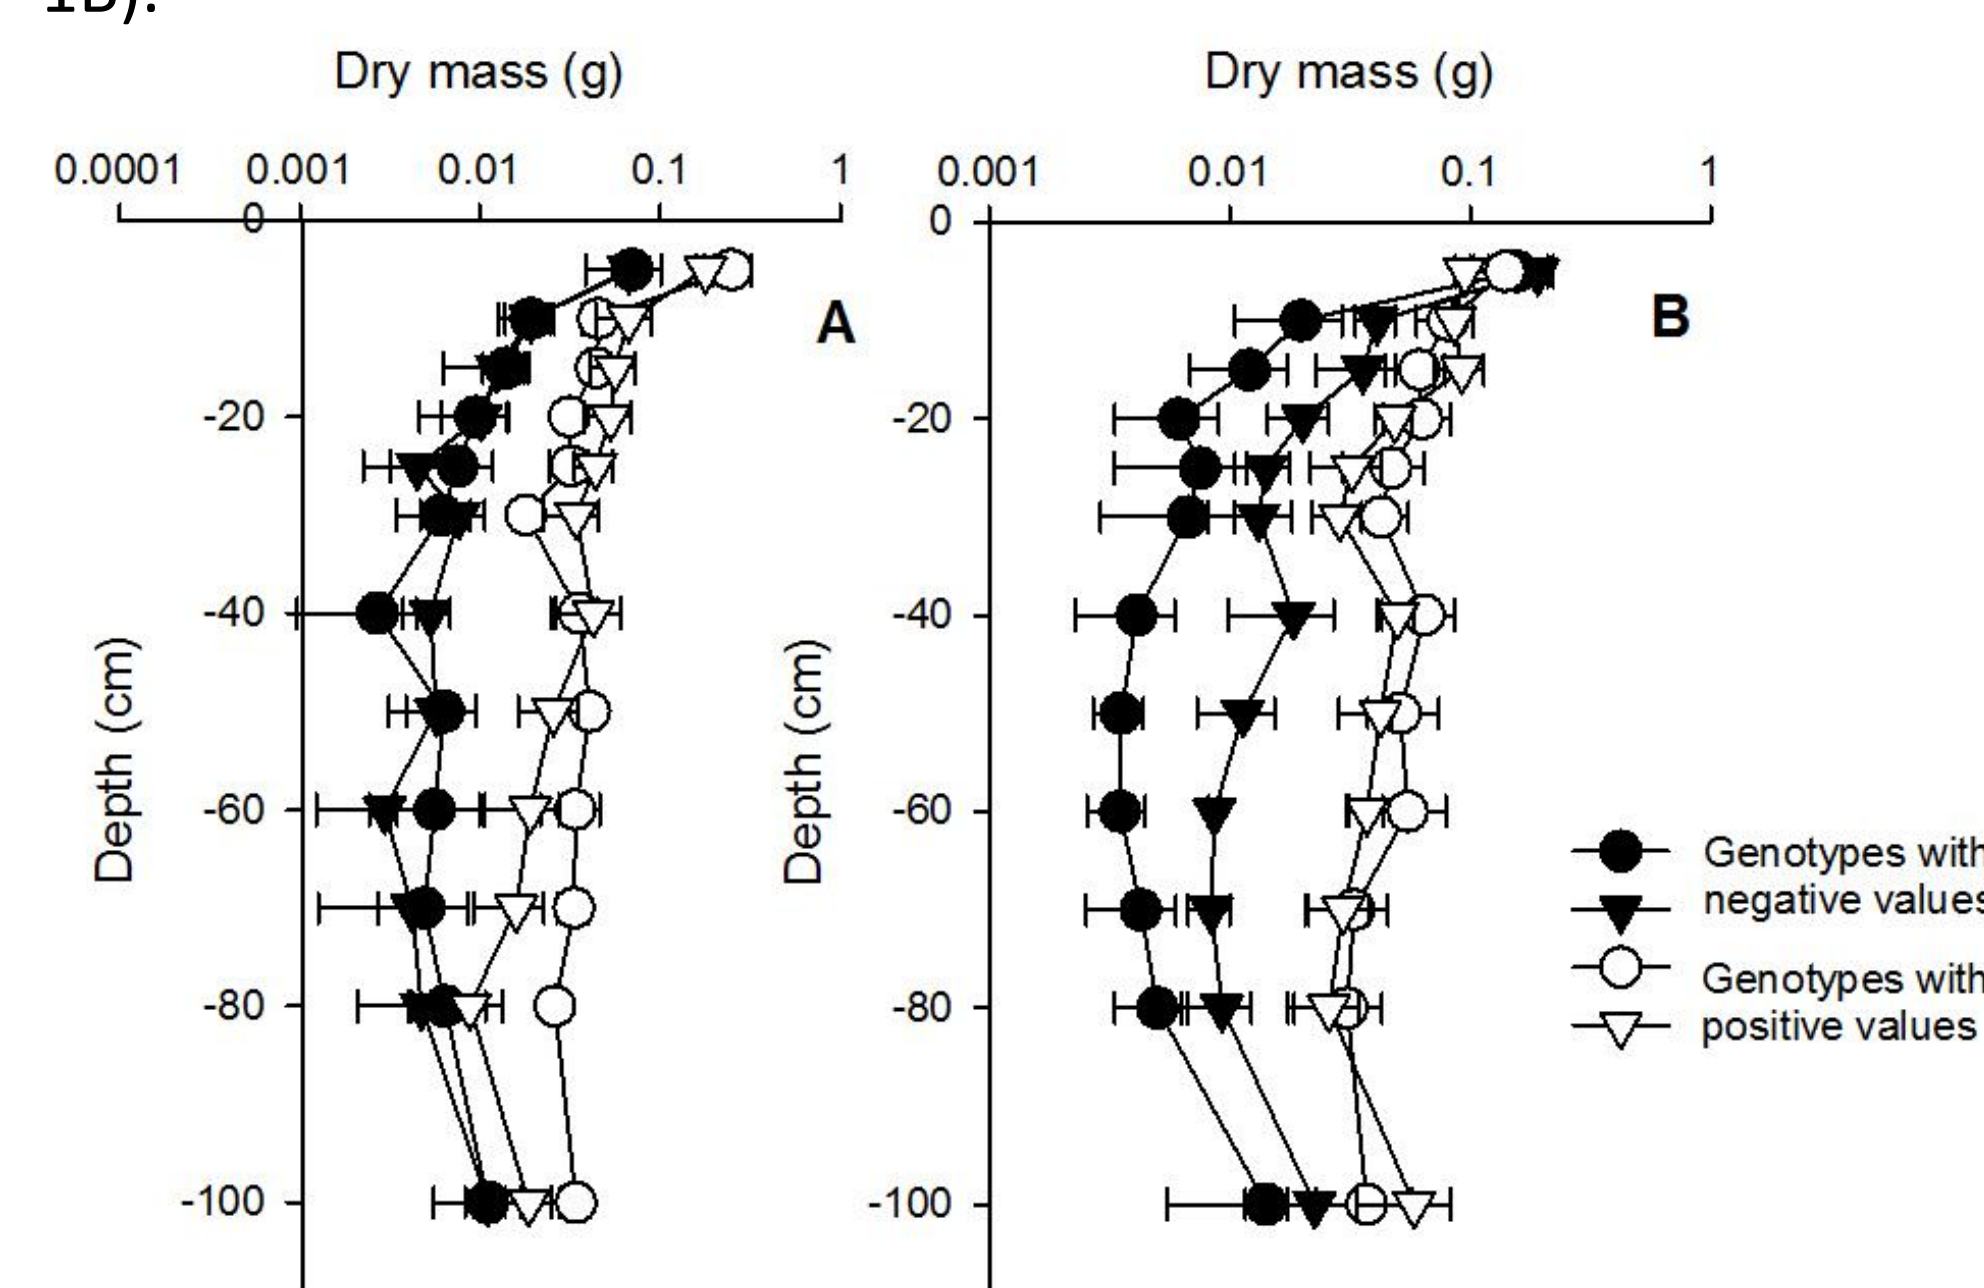 1B).
Dry mass (g)
0.0001 0.001 0.01 0.1 1
0
-20
-40
-60
-80
-100
Depth (cm)
A
Dry mass (g)
0.001 0.01 0.1 1
0
-20
-40
-60
-80
-100
Depth (cm)
B
Genotypes with
negative values
Genotypes with
positive values